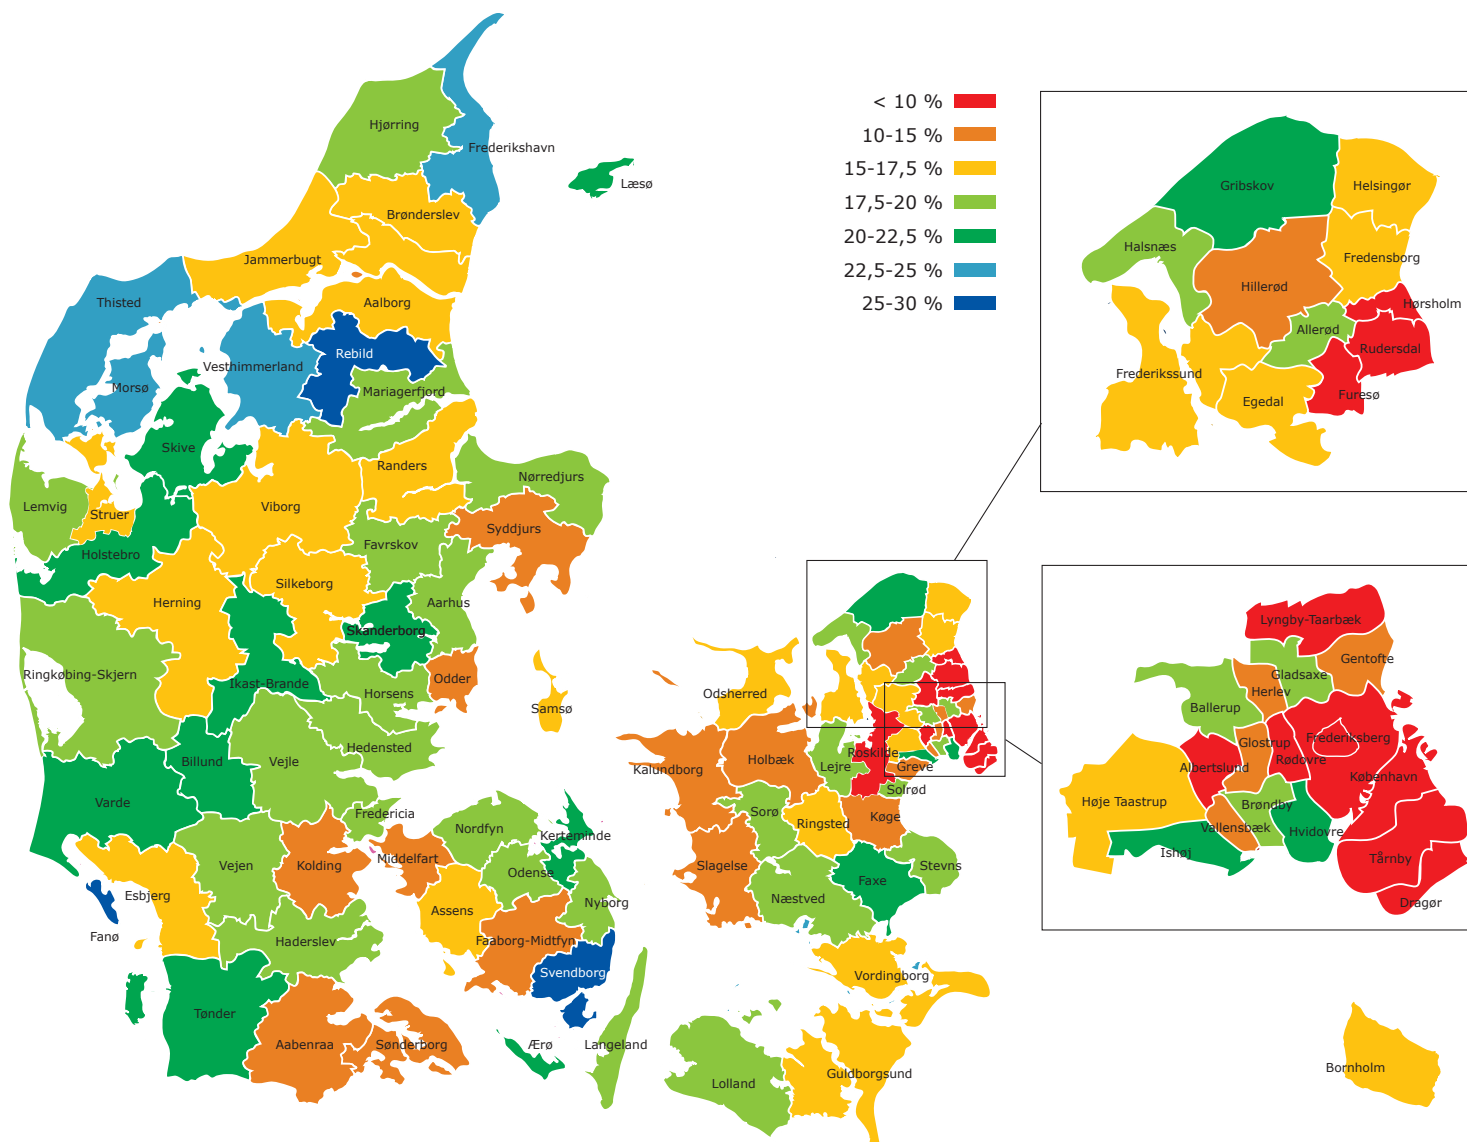 < 10 %
10-15 %
15-17,5 %
17,5-20 %
20-22,5 %
22,5-25 %
25-30 %
Hjørring
Frederikshavn
Læsø
Brønderslev
Jammerbugt
Thisted
Aalborg
Rebild
Vesthimmerland
Morsø
Mariagerfjord
Skive
Randers
Nørredjurs
Lemvig
Struer
Viborg
Syddjurs
Holstebro
Favrskov
Silkeborg
Herning
Aarhus
Skanderborg
Ringkøbing-Skjern
Ikast-Brande
Horsens
Odder
Samsø
Hedensted
Billund
Vejle
Varde
Fredericia
Vejen
Kolding
Middelfart
Nordfyn
Kerteminde
Odense
Esbjerg
Assens
Nyborg
Fanø
Haderslev
Faaborg-Midtfyn
Svendborg
Tønder
Aabenraa
Sønderborg
Ærø
Langeland
Odsherred
Kalundborg
Holbæk
Lejre
Roskilde
Greve
Solrød
Sorø
Ringsted
Køge
Slagelse
Stevns
Faxe
Næstved
Vordingborg
Lolland
Guldborgsund
Bornholm
Gribskov
Helsingør
Halsnæs
Fredensborg
Hillerød
Hørsholm
Allerød
Rudersdal
Frederikssund
Furesø
Egedal
Lyngby-Taarbæk
Gentofte
Gladsaxe
Herlev
Ballerup
Frederiksberg
Glostrup
Rødovre
Albertslund
København
Høje Taastrup
Brøndby
Vallensbæk
Hvidovre
Ishøj
Tårnby
Dragør